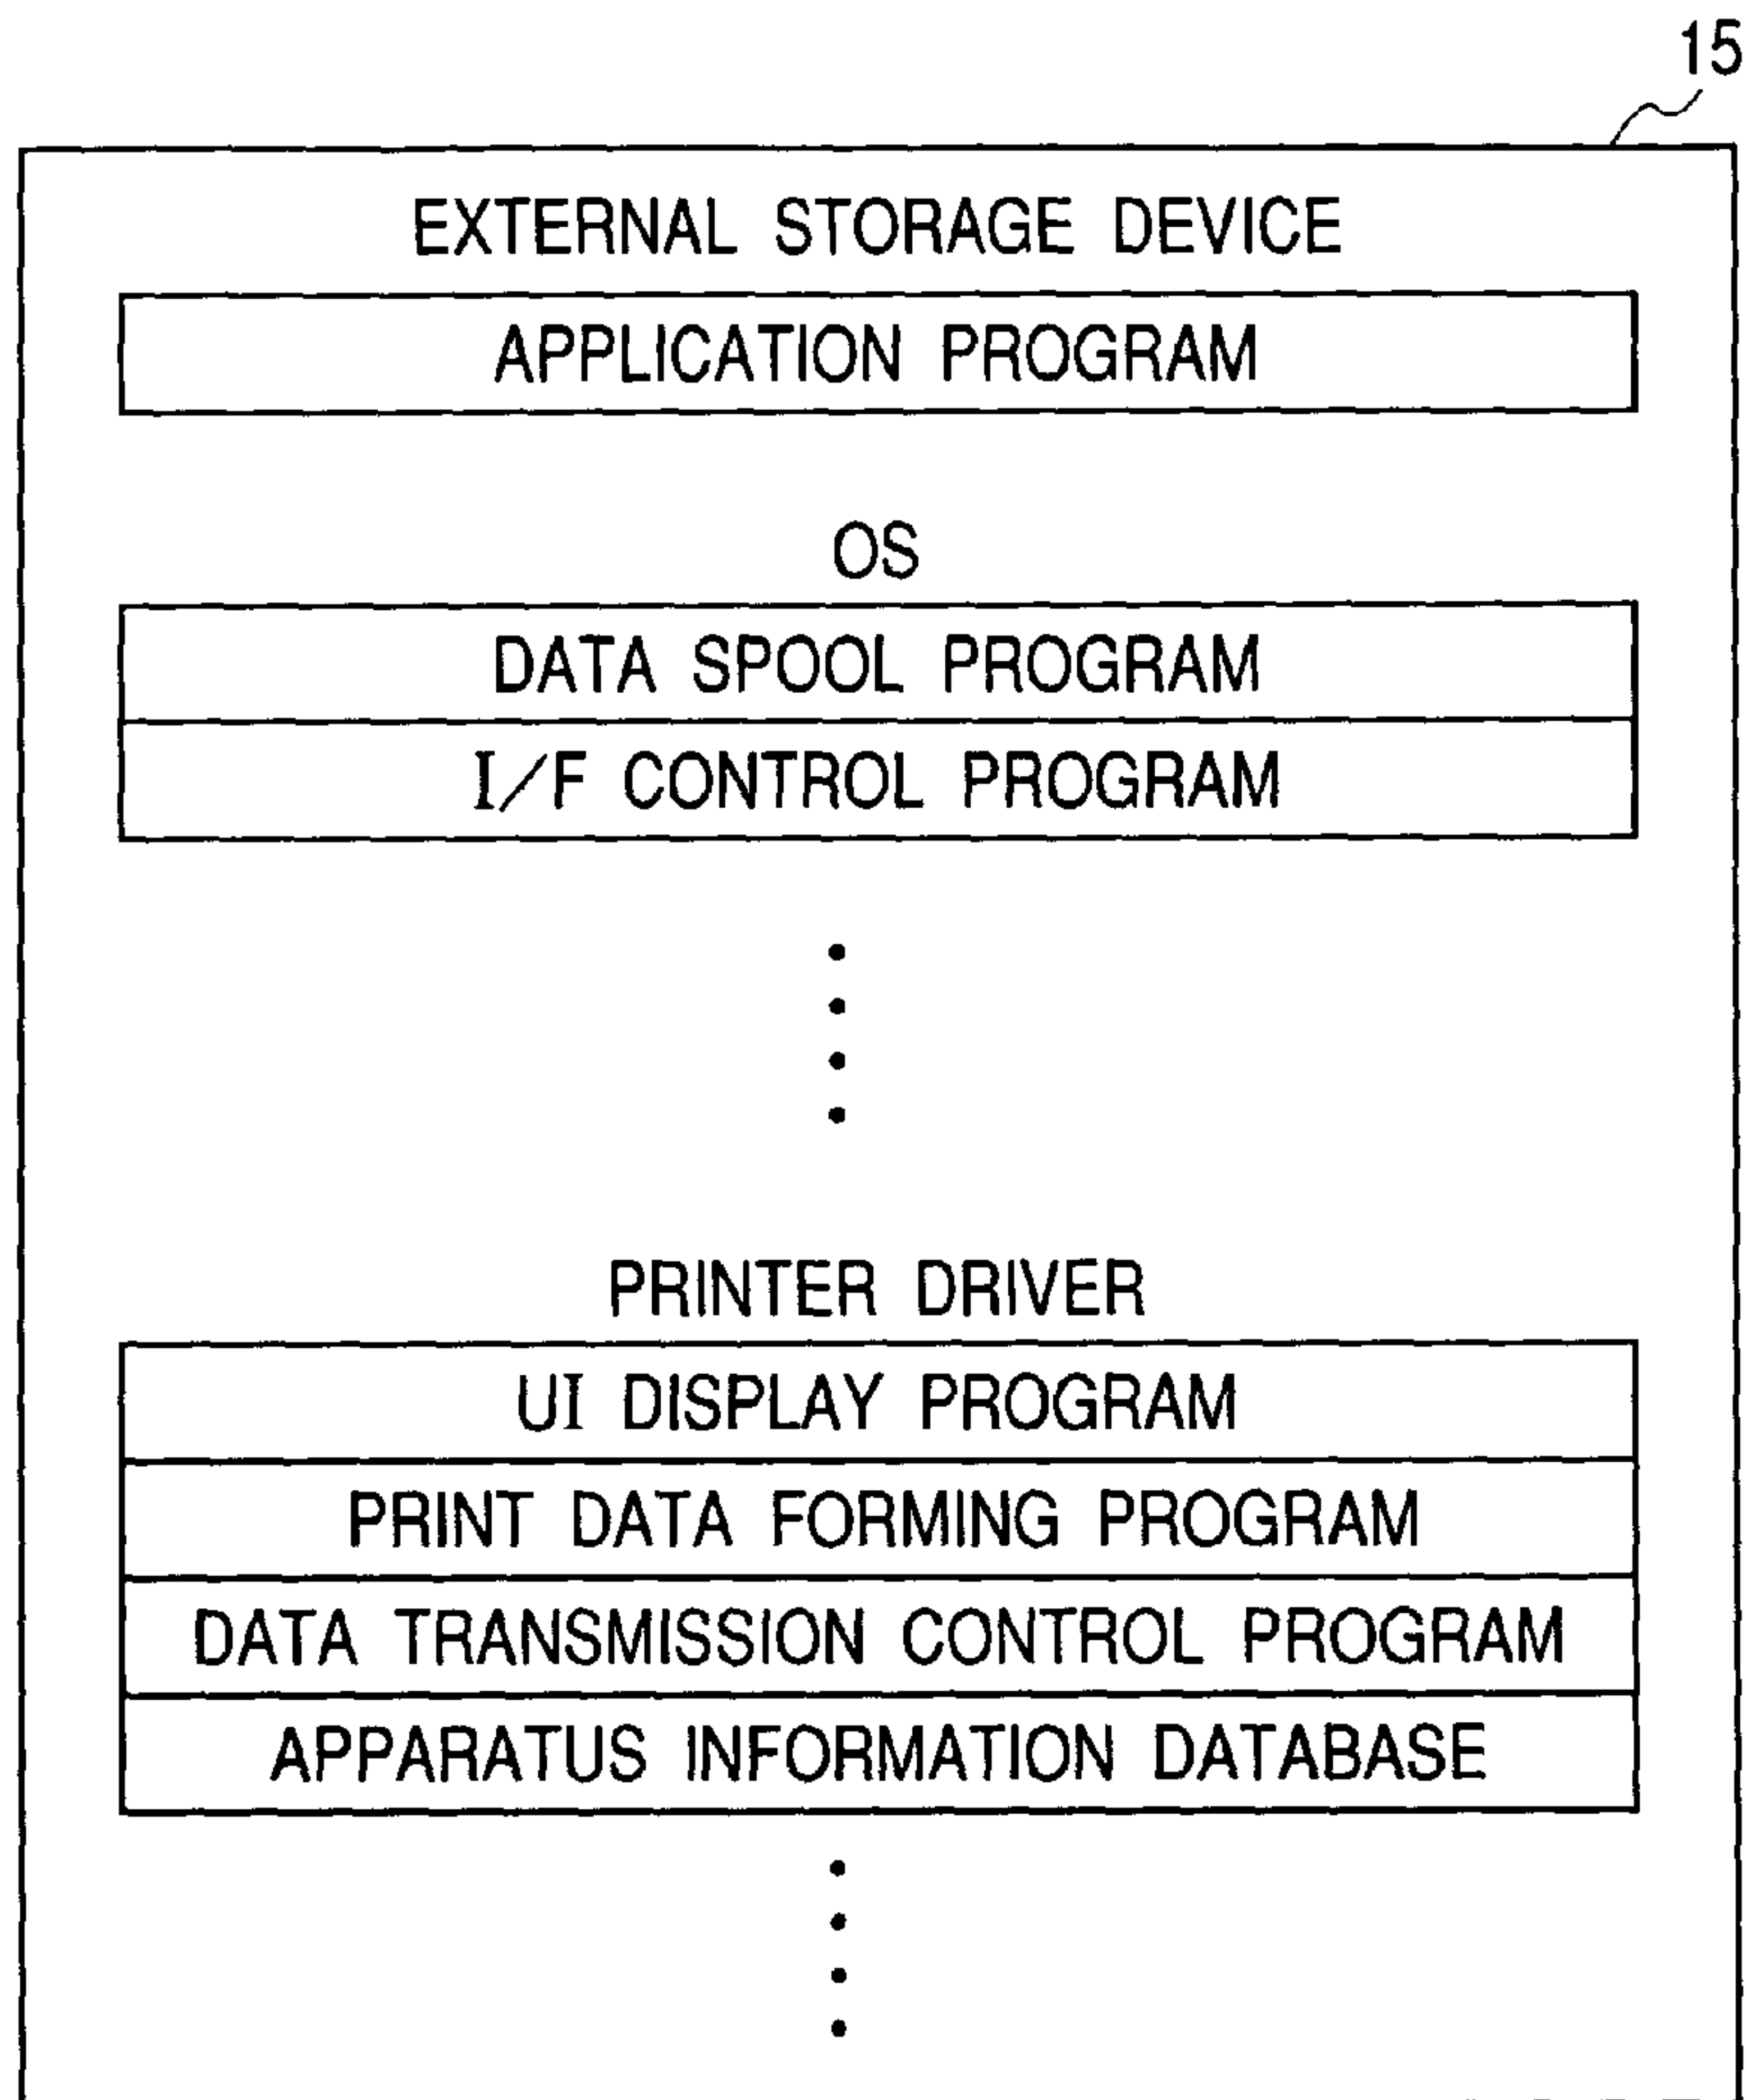 15
EXTERNAL STORAGE DEVICE
APPLICATION PROGRAM
OS
DATA SPOOL PROGRAM
I/F CONTROL PROGRAM
PRINTER DRIVER
UI DISPLAY PROGRAM
PRINT DATA FORMING PROGRAM
DATA TRANSMISSION CONTROL PROGRAM
APPARATUS INFORMATION DATABASE